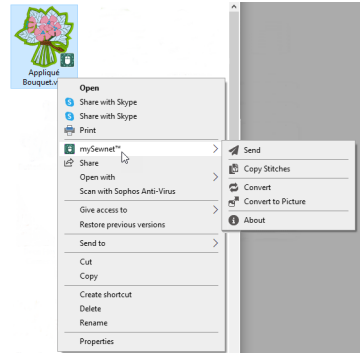 Appliqué
Bouquet.v
Open
Share with Skype
Share with Skype
Print
mySewnet™
Share
Open with
Scan with Sophos Anti-Virus
Give access to
Restore previous versions
Send to
Cut
Copy
Create shortcut
Delete
Rename
Properties
Send
Copy Stitches
Convert
Convert to Picture
About